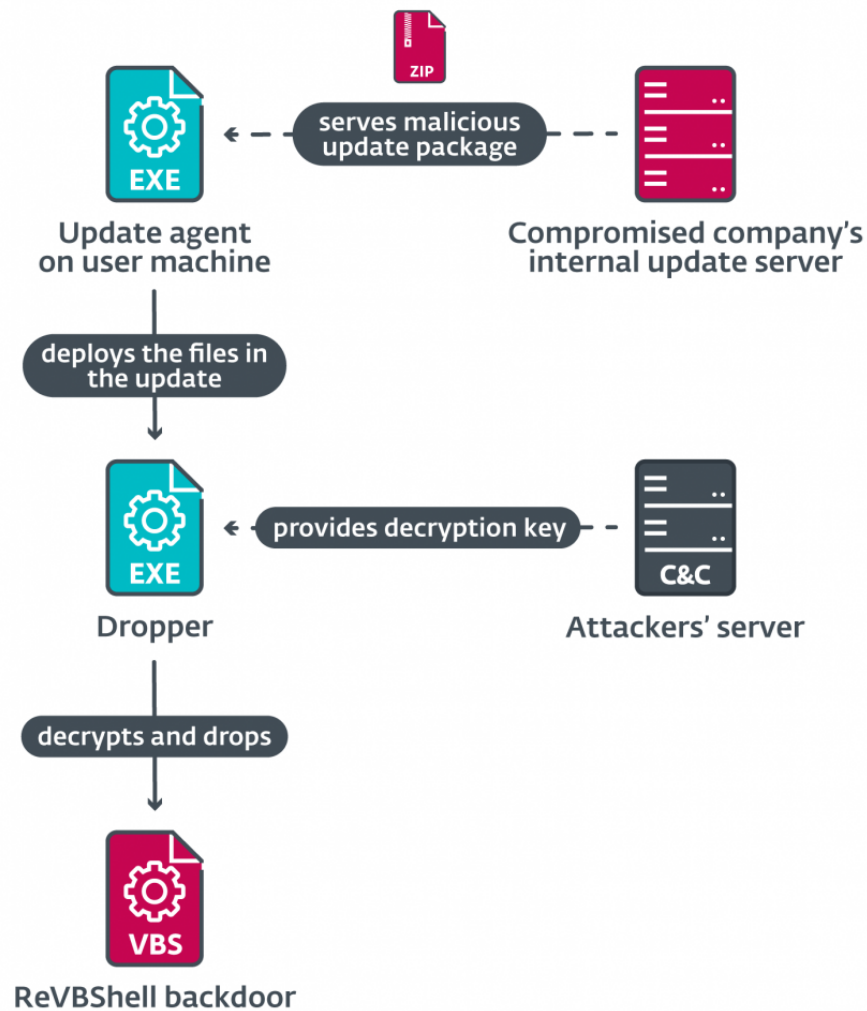 ZIP
serves malicious
update package
EXE
Update agent
on user machine
Compromised company's
internal update server
deploys the files in
the update
EXE
provides decryption key
C&C
Dropper
Attackers' server
decrypts and drops
VBS
ReVBShell backdoor